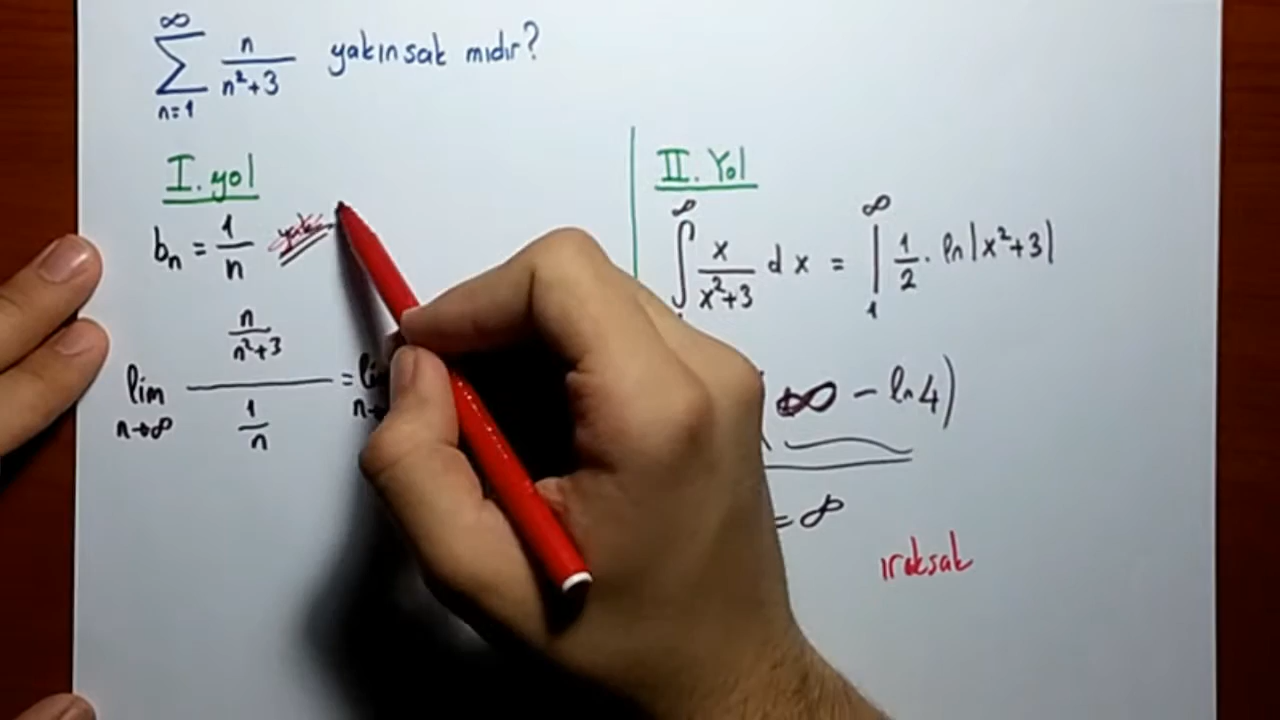 ∞
∑ n/(n²+3) yakınsak mıdır?
n=1
I. yol
bₙ = 1/n
lim n→∞ (n/(n²+3))/(1/n) = lim
II. Yol
∫ x/(x²+3) dx = |₁^∞ 1/2 · ln|x²+3|
∞ - ln4)
= ∞
ıraksak